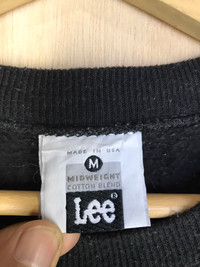 MADE IN USA
M
MIDWEIGHT
COTTON BLEND
Lee